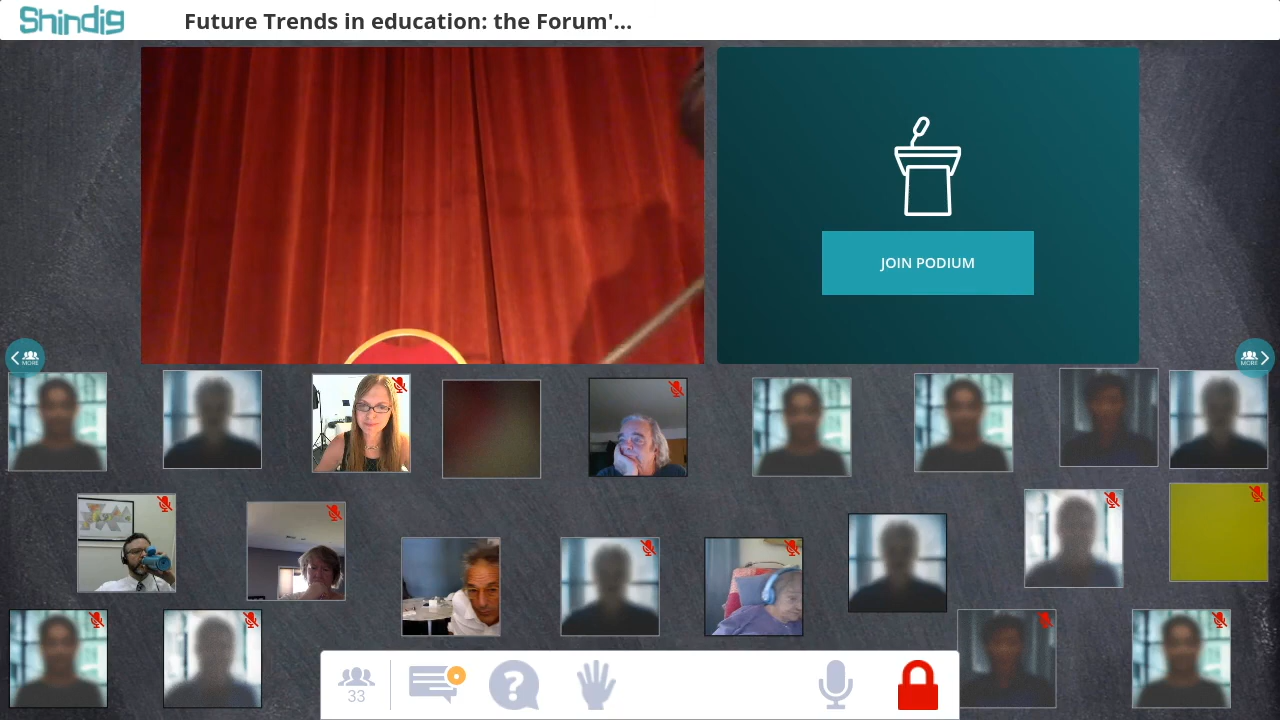 Shindig
Future Trends in education: the Forum'...
JOIN PODIUM
MORE
MORE
33